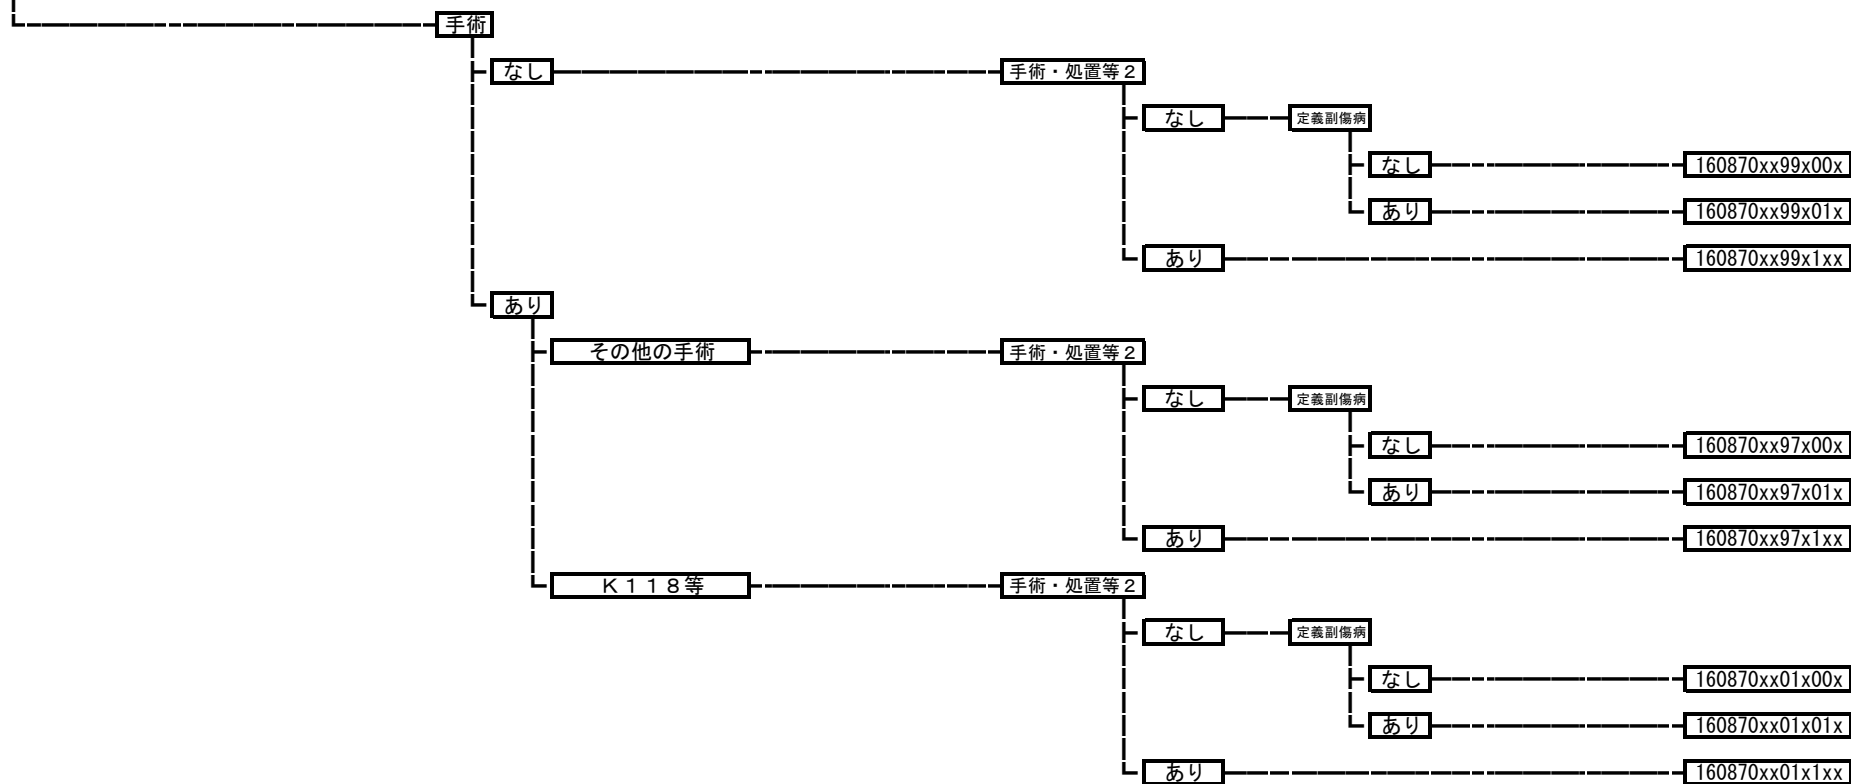 手術
なし
手術・処置等２
なし
定義副傷病
なし
160870xx99x00x
あり
160870xx99x01x
あり
160870xx99x1xx
あり
その他の手術
手術・処置等２
なし
定義副傷病
なし
160870xx97x00x
あり
160870xx97x01x
あり
160870xx97x1xx
Ｋ１１８等
手術・処置等２
なし
定義副傷病
なし
160870xx01x00x
あり
160870xx01x01x
あり
160870xx01x1xx